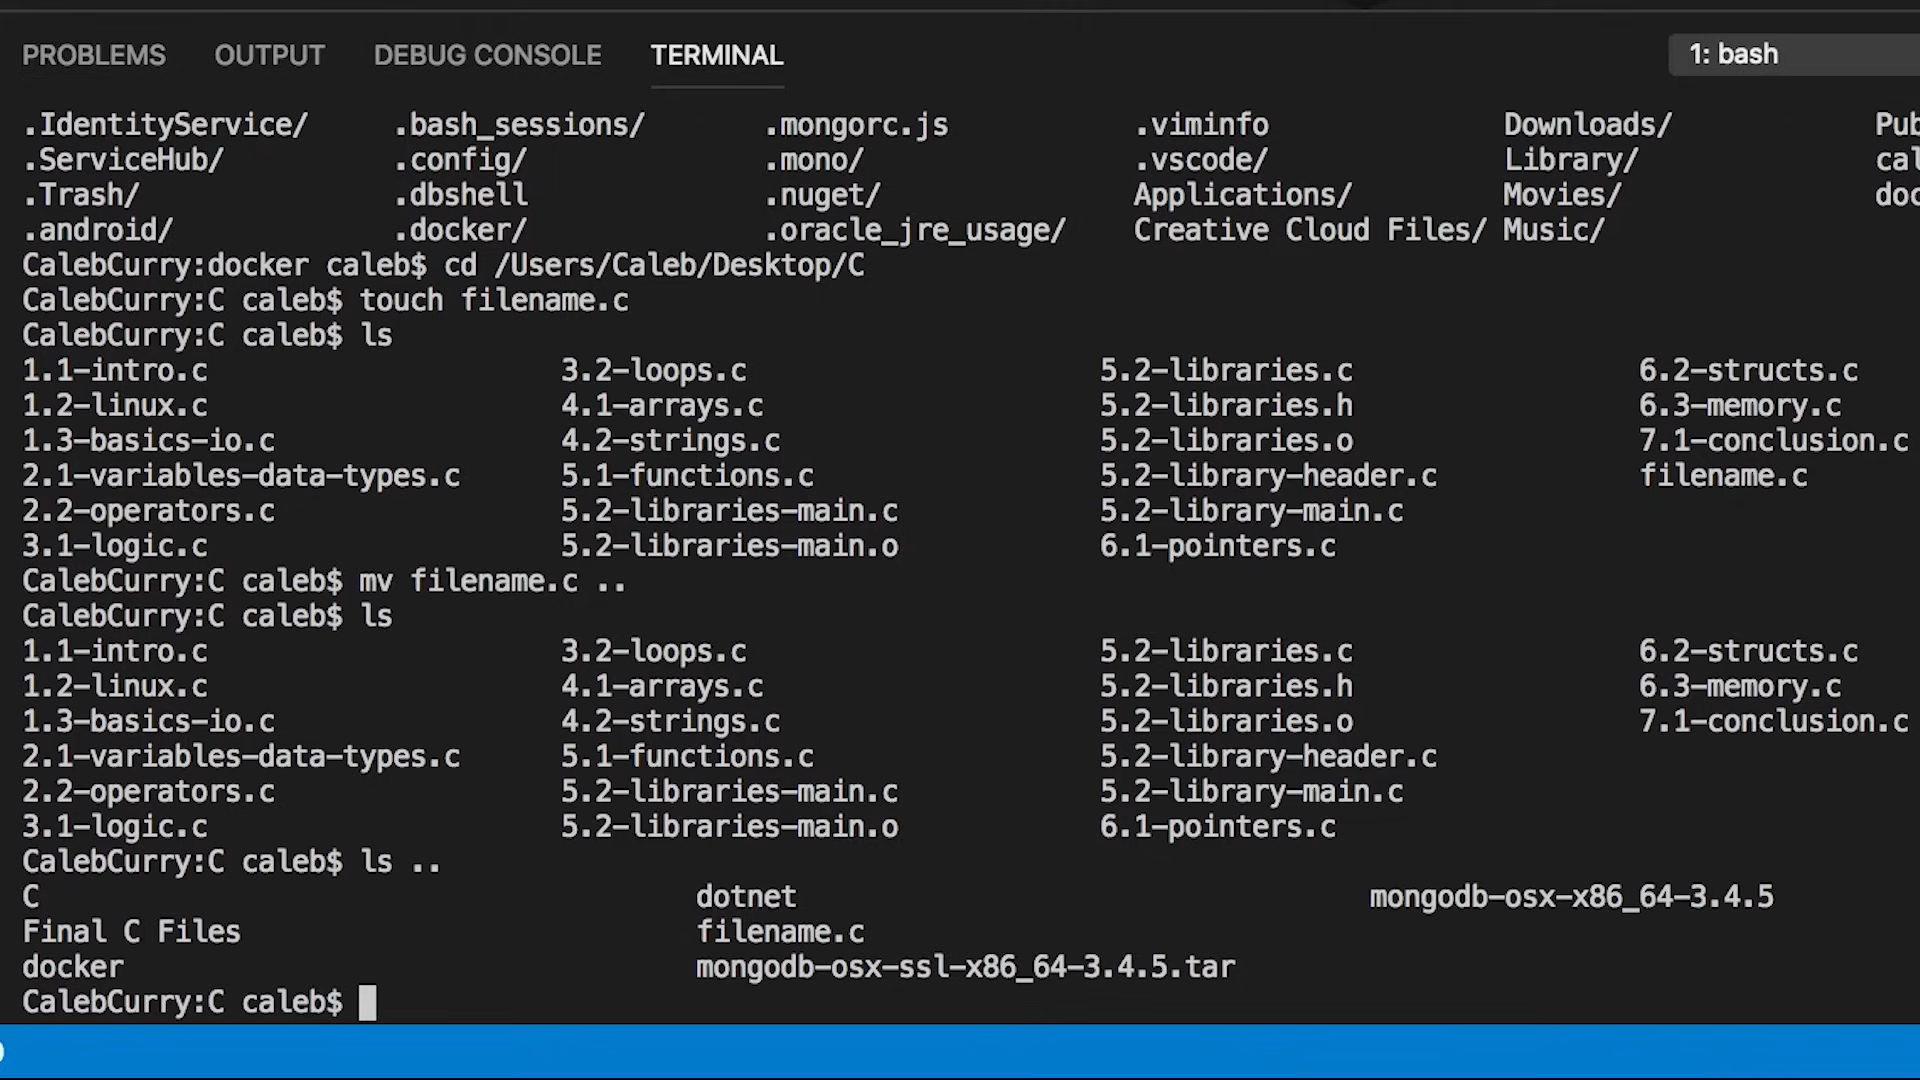 PROBLEMS OUTPUT DEBUG CONSOLE TERMINAL 1: bash
.IdentityService/ .bash_sessions/ .mongorc.js .viminfo Downloads/ Pub
.ServiceHub/ .config/ .mono/ .vscode/ Library/ cal
.Trash/ .dbshell .nuget/ Applications/ Movies/ doc
.android/ .docker/ .oracle_jre_usage/ Creative Cloud Files/ Music/
CalebCurry:docker caleb$ cd /Users/Caleb/Desktop/C
CalebCurry:C caleb$ touch filename.c
CalebCurry:C caleb$ ls
1.1-intro.c 3.2-loops.c 5.2-libraries.c 6.2-structs.c
1.2-linux.c 4.1-arrays.c 5.2-libraries.h 6.3-memory.c
1.3-basics-io.c 4.2-strings.c 5.2-libraries.o 7.1-conclusion.c
2.1-variables-data-types.c 5.1-functions.c 5.2-library-header.c filename.c
2.2-operators.c 5.2-libraries-main.c 5.2-library-main.c
3.1-logic.c 5.2-libraries-main.o 6.1-pointers.c
CalebCurry:C caleb$ mv filename.c ..
CalebCurry:C caleb$ ls
1.1-intro.c 3.2-loops.c 5.2-libraries.c 6.2-structs.c
1.2-linux.c 4.1-arrays.c 5.2-libraries.h 6.3-memory.c
1.3-basics-io.c 4.2-strings.c 5.2-libraries.o 7.1-conclusion.c
2.1-variables-data-types.c 5.1-functions.c 5.2-library-header.c
2.2-operators.c 5.2-libraries-main.c 5.2-library-main.c
3.1-logic.c 5.2-libraries-main.o 6.1-pointers.c
CalebCurry:C caleb$ ls ..
C dotnet mongodb-osx-x86_64-3.4.5
Final C Files filename.c
docker mongodb-osx-ssl-x86_64-3.4.5.tar
CalebCurry:C caleb$